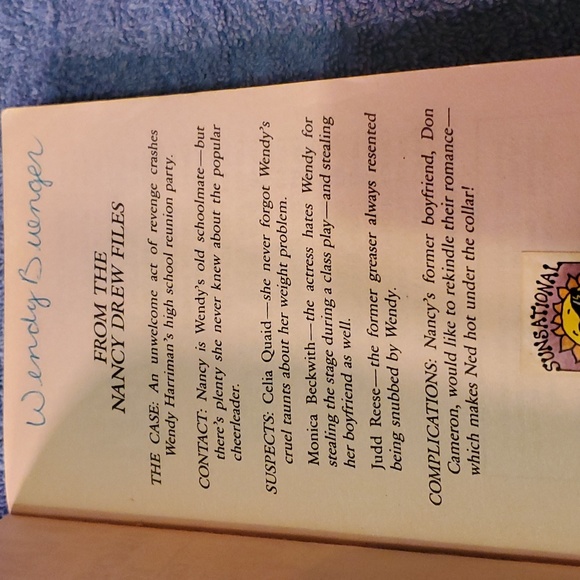 Wendy Buenger
FROM THE
NANCY DREW FILES
THE CASE: An unwelcome act of revenge crashes
Wendy Harriman's high school reunion party.
CONTACT: Nancy is Wendy's old schoolmate—but
there's plenty she never knew about the popular
cheerleader.
SUSPECTS: Celia Quaid—she never forgot Wendy's
cruel taunts about her weight problem.
Monica Beckwith—the actress hates Wendy for
stealing the stage during a class play—and stealing
her boyfriend as well.
Judd Reese—the former greaser always resented
being snubbed by Wendy.
COMPLICATIONS: Nancy's former boyfriend, Don
Cameron, would like to rekindle their romance—
which makes Ned hot under the collar!
SUNSATIONAL